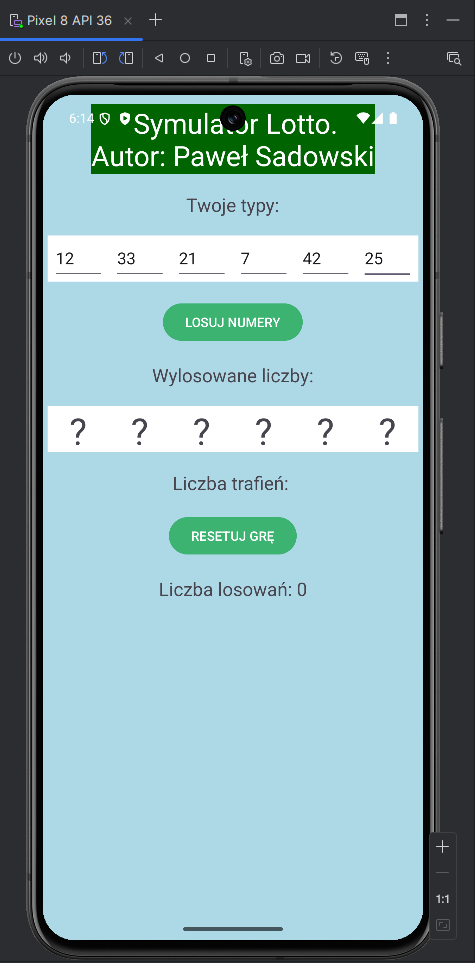 Pixel 8 API 36
6:14
Symulator Lotto.
Autor: Paweł Sadowski
Twoje typy:
12 33 21 7 42 25
LOSUJ NUMERY
Wylosowane liczby:
? ? ? ? ? ?
Liczba trafień:
RESETUJ GRĘ
Liczba losowań: 0
1:1